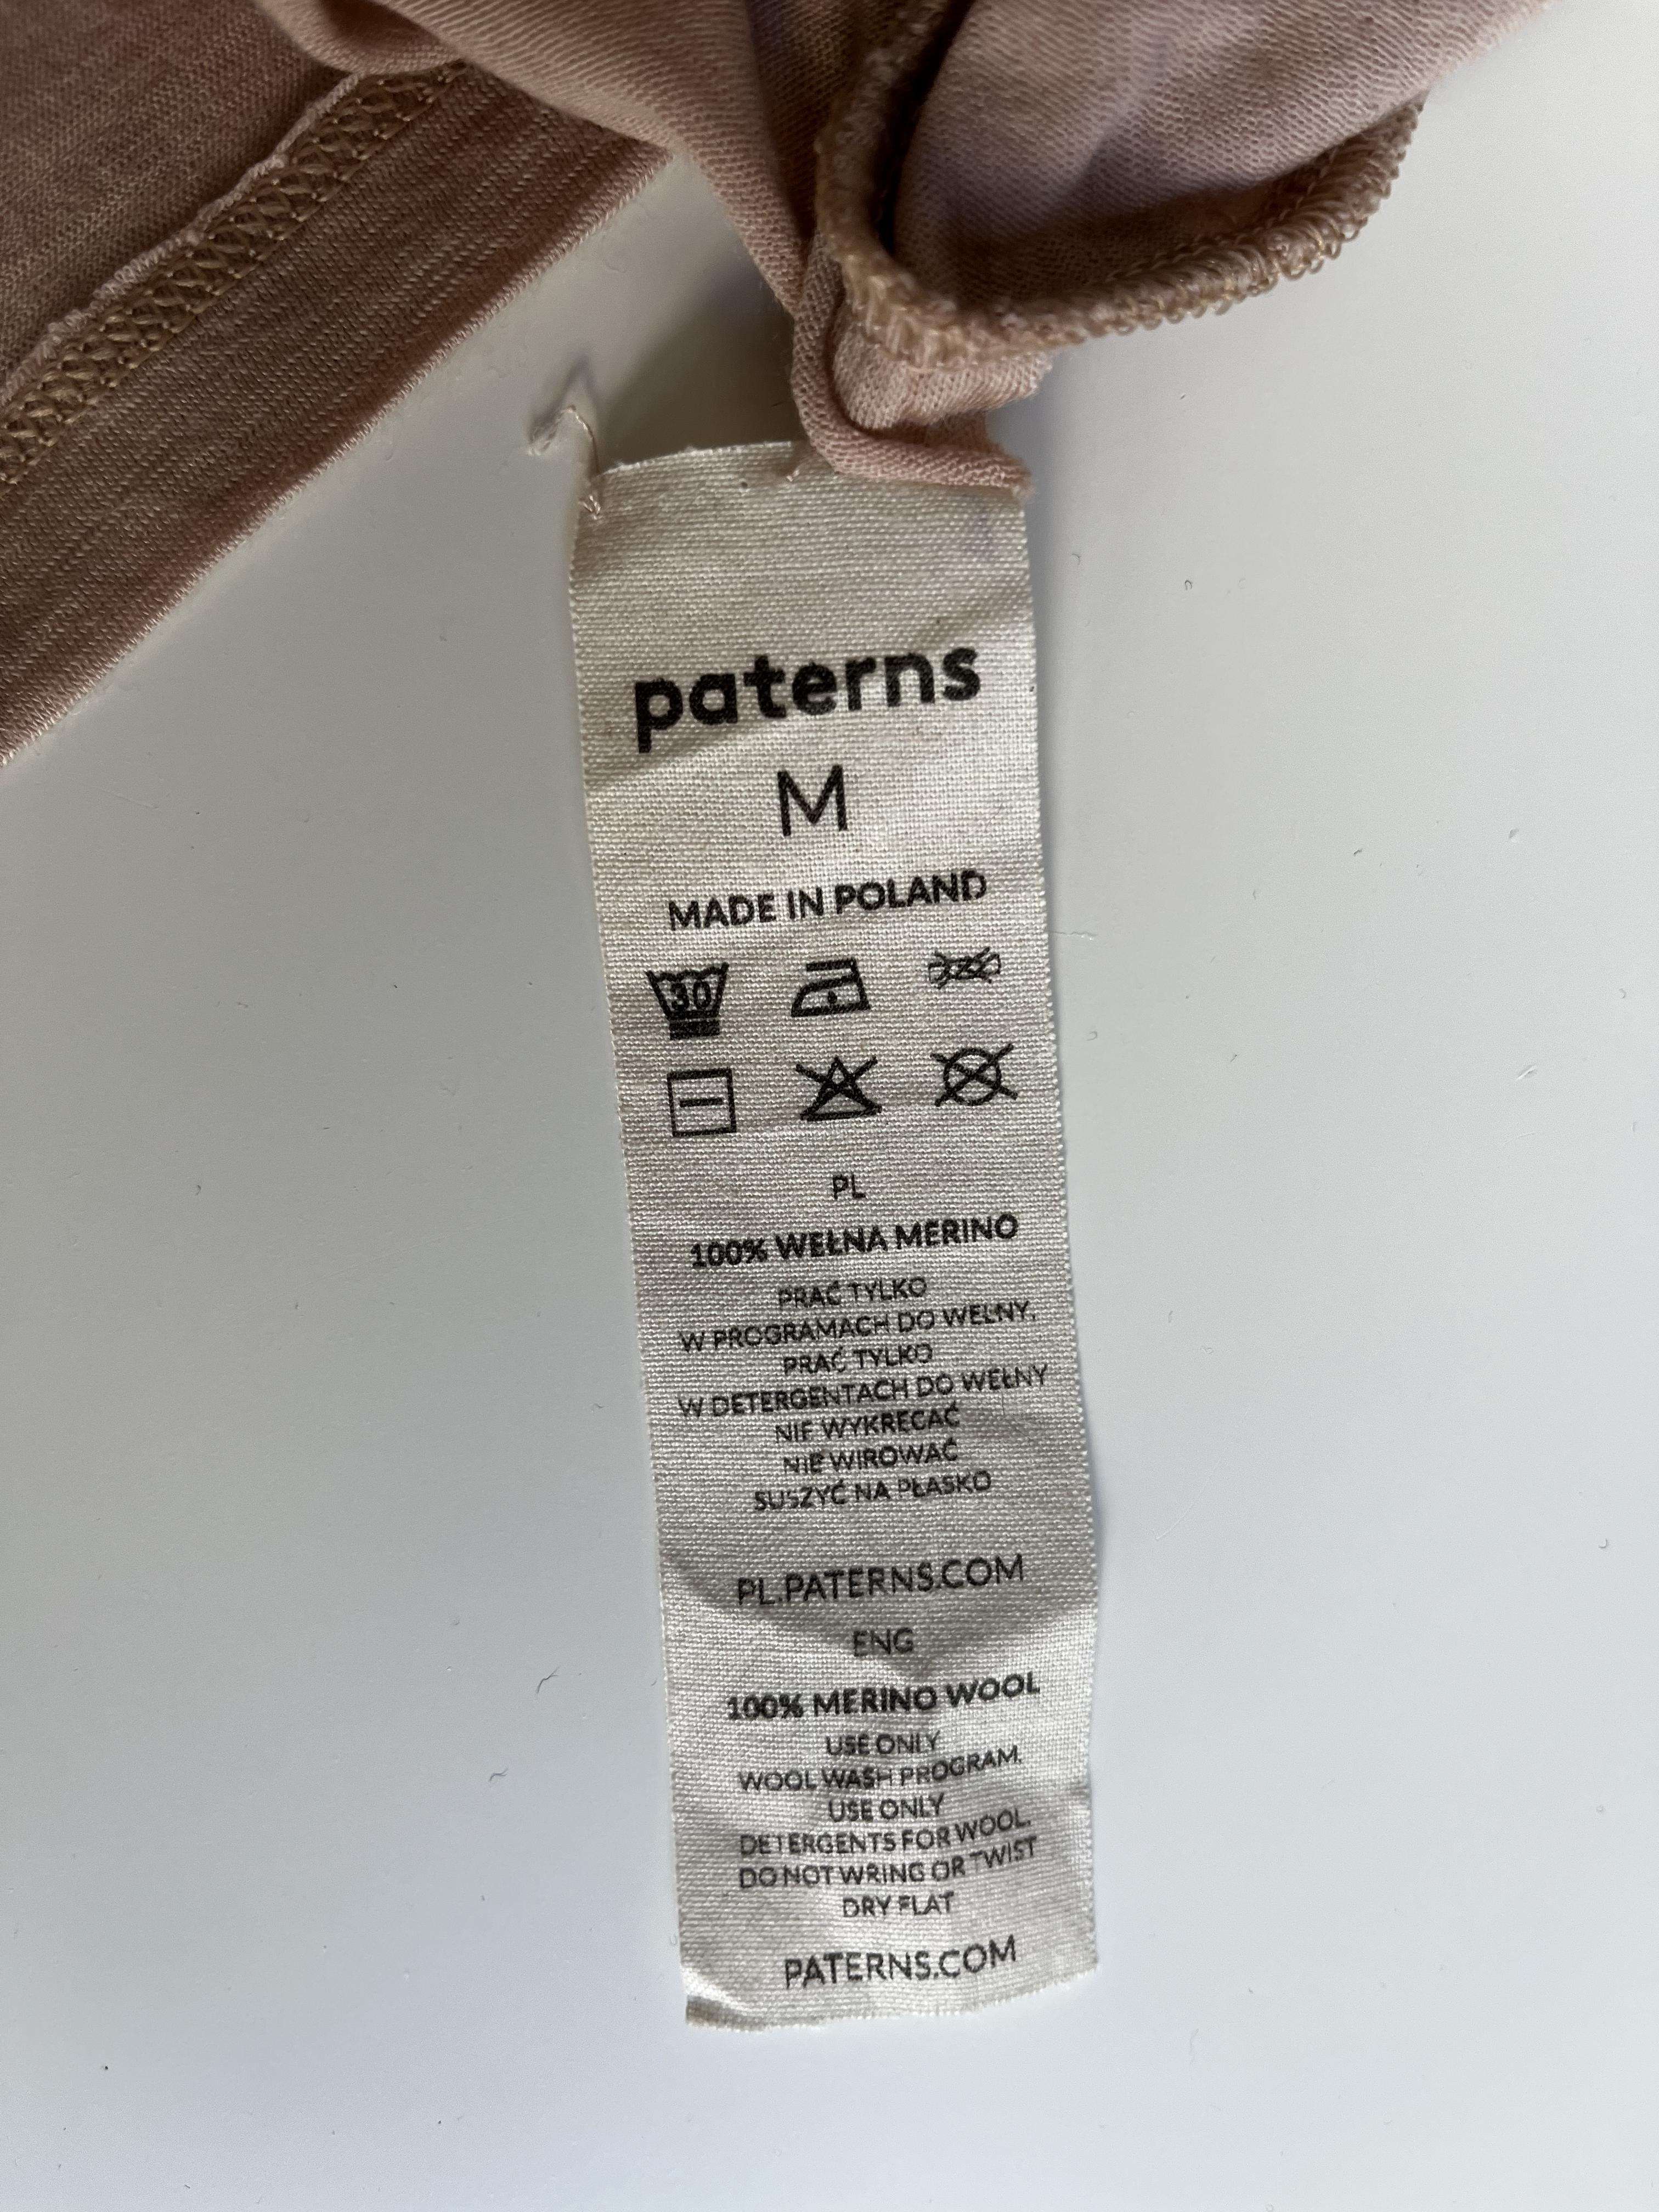 paterns
M
MADE IN POLAND
30
PL
100% WEŁNA MERINO
PRAĆ TYLKO
W PROGRAMACH DO WEŁNY.
PRAĆ TYLKO
W DETERGENTACH DO WEŁNY
NIE WYKRĘCAĆ
NIE WIROWAĆ
SUSZYĆ NA PŁASKO
PL.PATERNS.COM
ENG
100% MERINO WOOL
USE ONLY
WOOL WASH PROGRAM.
USE ONLY
DETERGENTS FOR WOOL.
DO NOT WRING OR TWIST
DRY FLAT
PATERNS.COM